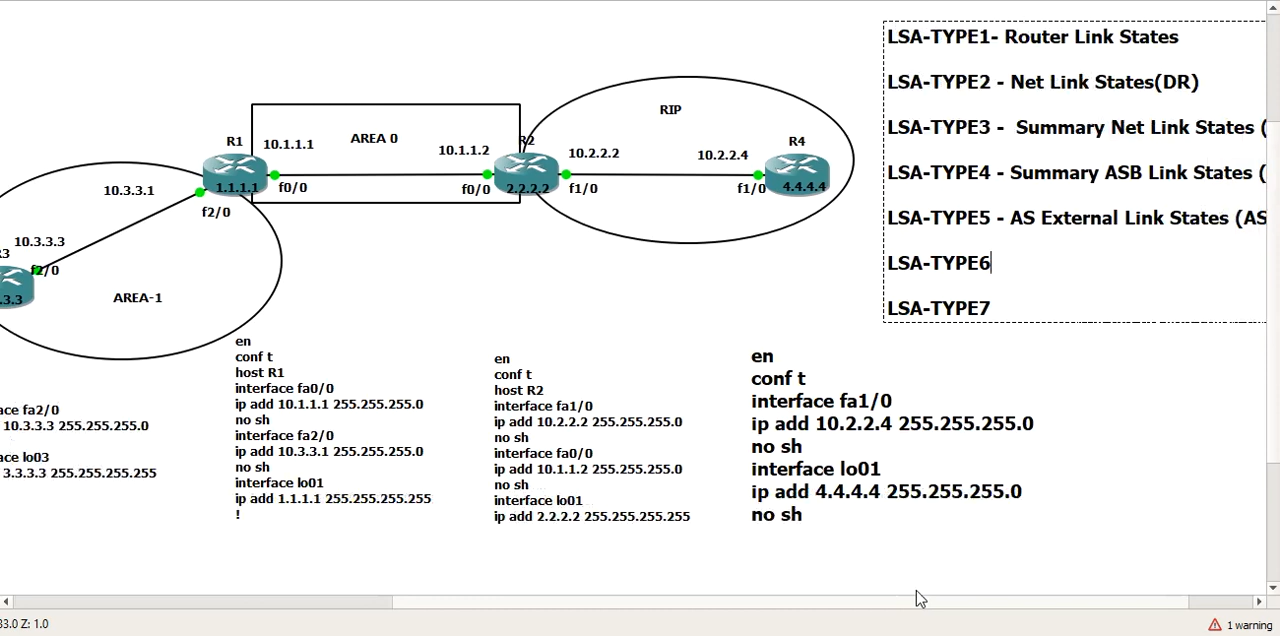 LSA-TYPE1- Router Link States
LSA-TYPE2 - Net Link States(DR)
LSA-TYPE3 - Summary Net Link States (
LSA-TYPE4 - Summary ASB Link States (
LSA-TYPE5 - AS External Link States (AS
LSA-TYPE6
LSA-TYPE7
RIP
AREA 0
R1
10.1.1.1
10.1.1.2
R2
10.2.2.2
10.2.2.4
R4
1.1.1.1
f0/0
f0/0
2.2.2.2
f1/0
f1/0
4.4.4.4
10.3.3.1
f2/0
10.3.3.3
3
f2/0
.3.3
AREA-1
en
conf t
host R1
interface fa0/0
ip add 10.1.1.1 255.255.255.0
no sh
interface fa2/0
ip add 10.3.3.1 255.255.255.0
no sh
interface lo01
ip add 1.1.1.1 255.255.255.255
!
en
conf t
host R2
interface fa1/0
ip add 10.2.2.2 255.255.255.0
no sh
interface fa0/0
ip add 10.1.1.2 255.255.255.0
no sh
interface lo01
ip add 2.2.2.2 255.255.255.255
en
conf t
interface fa1/0
ip add 10.2.2.4 255.255.255.0
no sh
interface lo01
ip add 4.4.4.4 255.255.255.0
no sh
ace fa2/0
10.3.3.3 255.255.255.0
ace lo03
3.3.3.3 255.255.255.255
33.0 Z: 1.0
1 warning